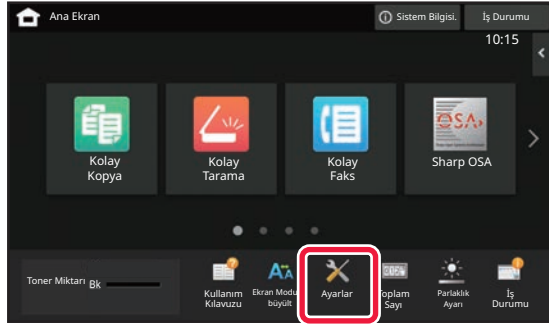 Ana Ekran
Sistem Bilgisi.
İş Durumu
10:15
Kolay
Kopya
Kolay
Tarama
Kolay
Faks
OSA
Sharp OSA
Toner Miktarı Bk
Kullanım
Kılavuzu
Ekran Modu
büyült
Ayarlar
Toplam
Sayı
Parlaklık
Ayarı
İş
Durumu